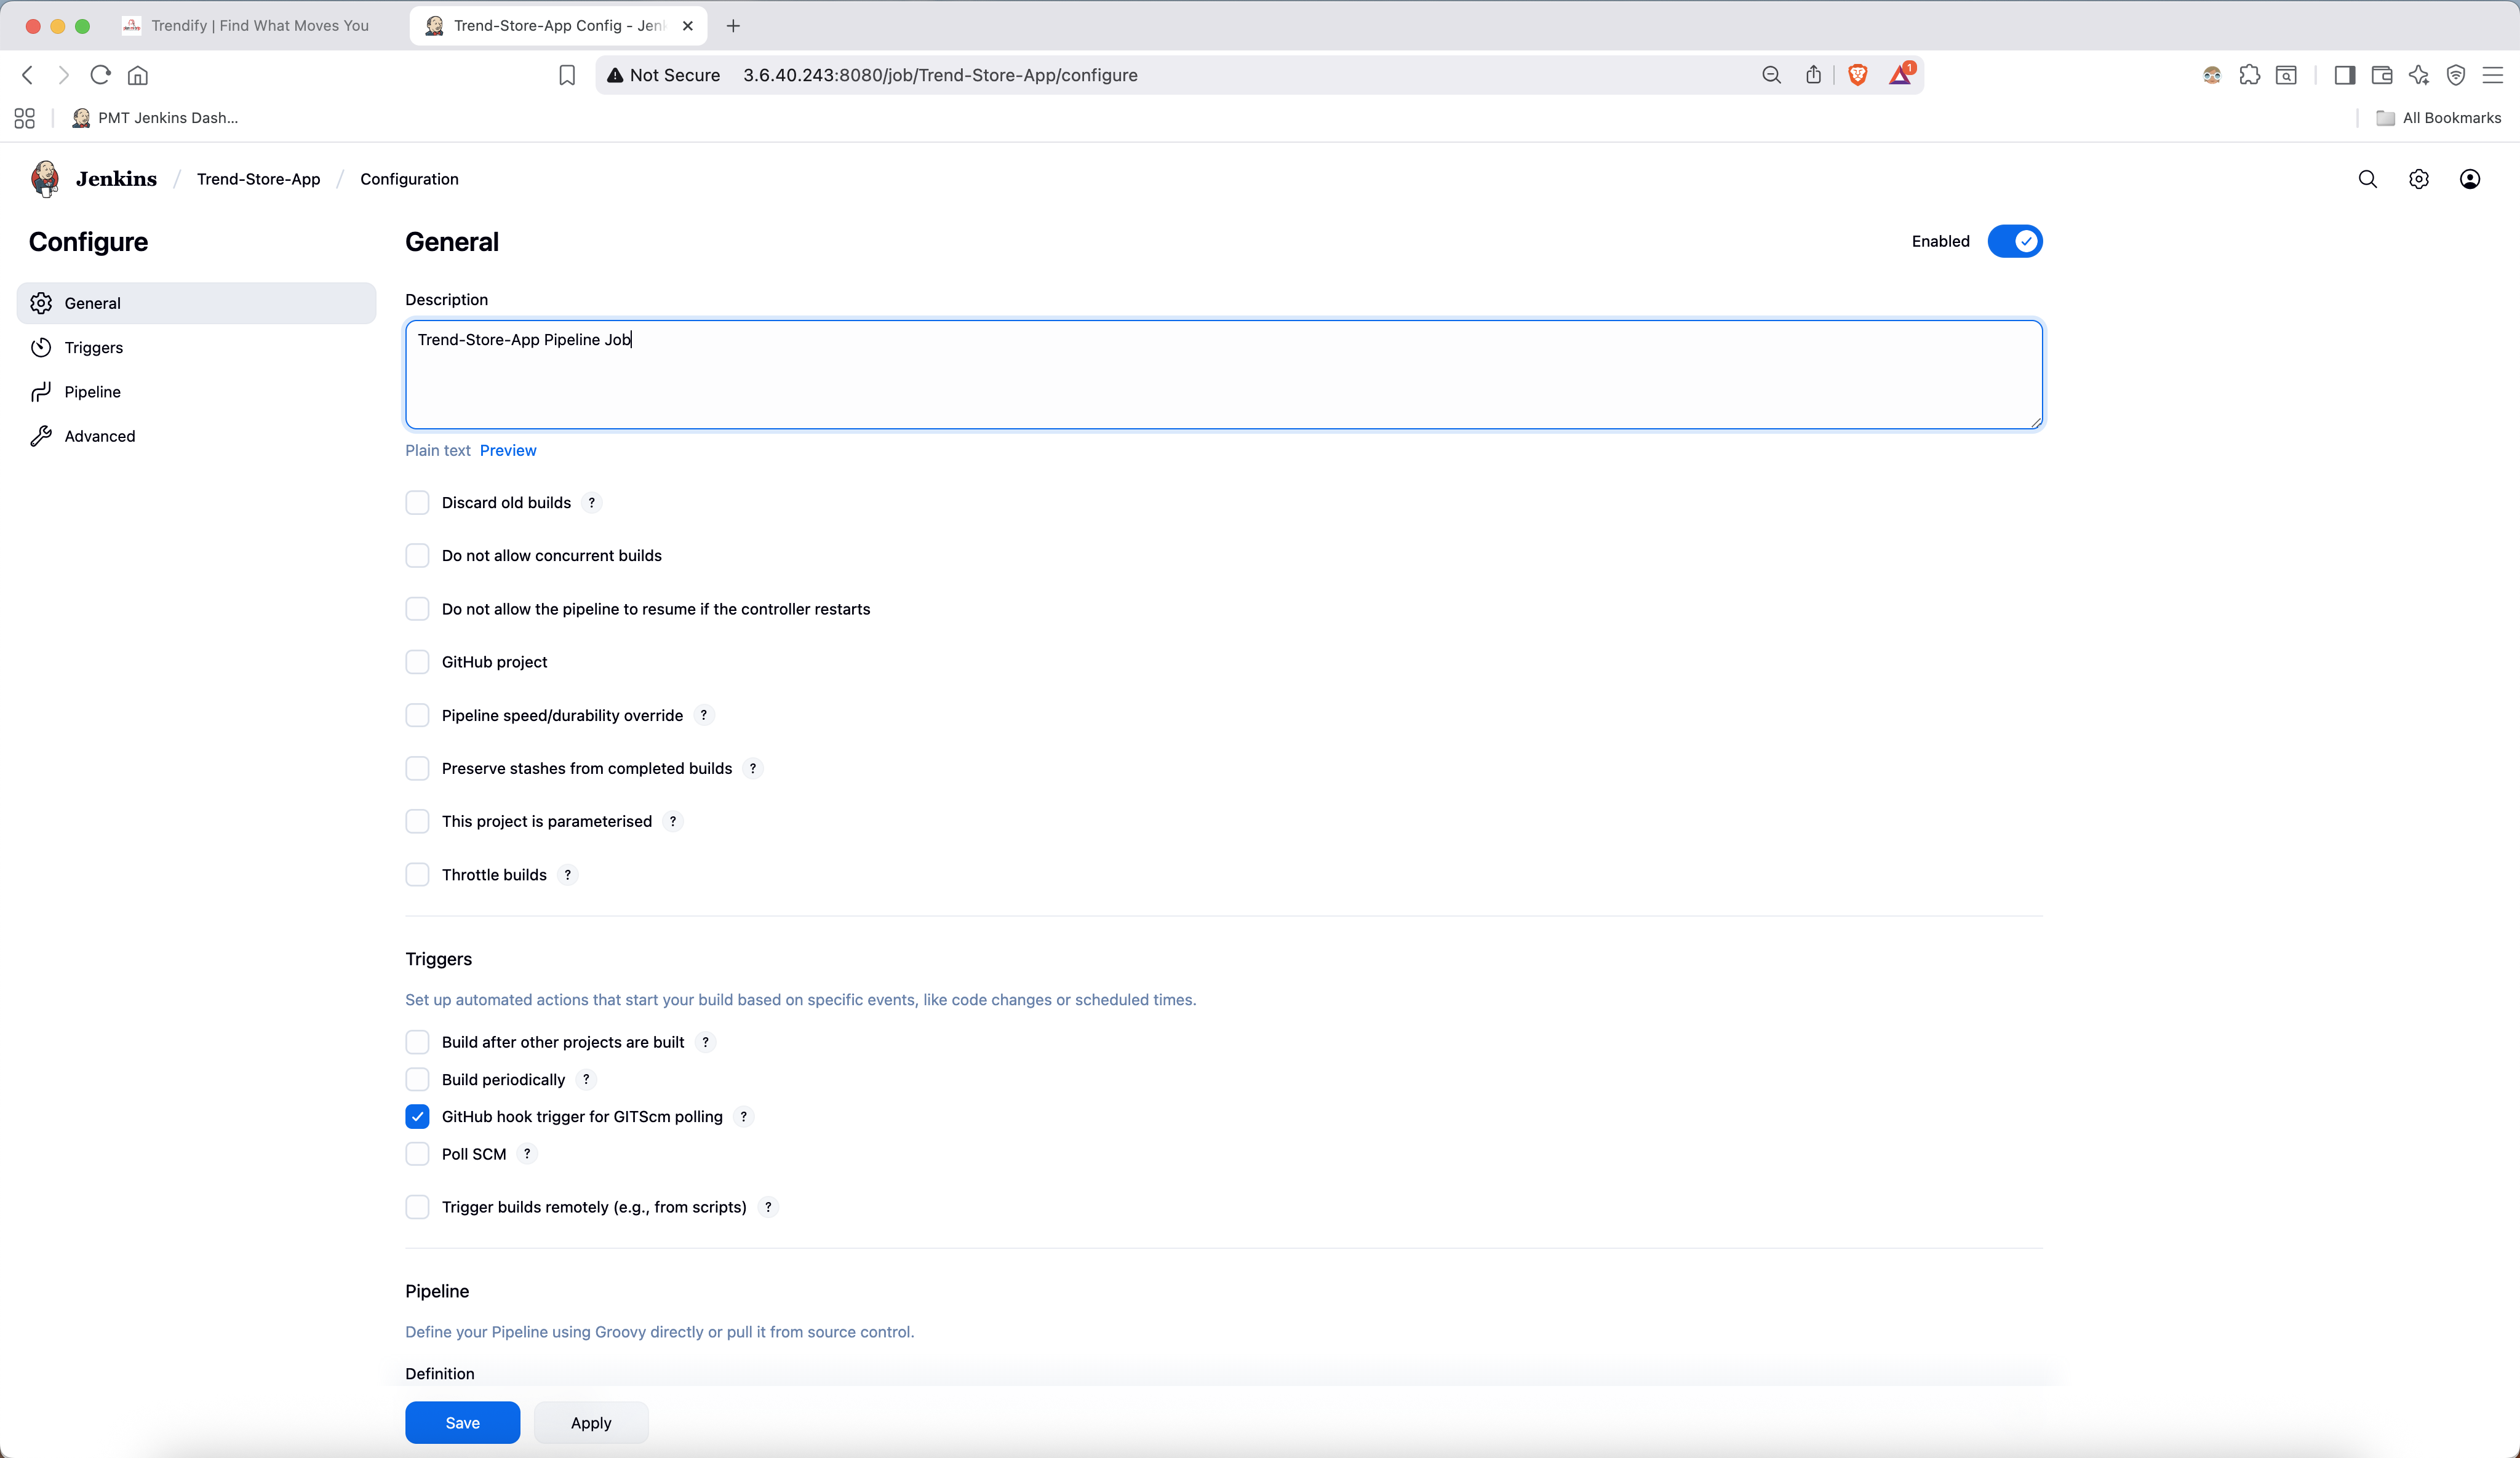 Trendify | Find What Moves You
Trend-Store-App Config - Jen
Not Secure 3.6.40.243:8080/job/Trend-Store-App/configure
1
PMT Jenkins Dash...
All Bookmarks
Jenkins / Trend-Store-App / Configuration
Configure
General
Triggers
Pipeline
Advanced
General
Enabled
Description
Trend-Store-App Pipeline Job
Plain text Preview
Discard old builds ?
Do not allow concurrent builds
Do not allow the pipeline to resume if the controller restarts
GitHub project
Pipeline speed/durability override ?
Preserve stashes from completed builds ?
This project is parameterised ?
Throttle builds ?
Triggers
Set up automated actions that start your build based on specific events, like code changes or scheduled times.
Build after other projects are built ?
Build periodically ?
GitHub hook trigger for GITScm polling ?
Poll SCM ?
Trigger builds remotely (e.g., from scripts) ?
Pipeline
Define your Pipeline using Groovy directly or pull it from source control.
Definition
Save
Apply